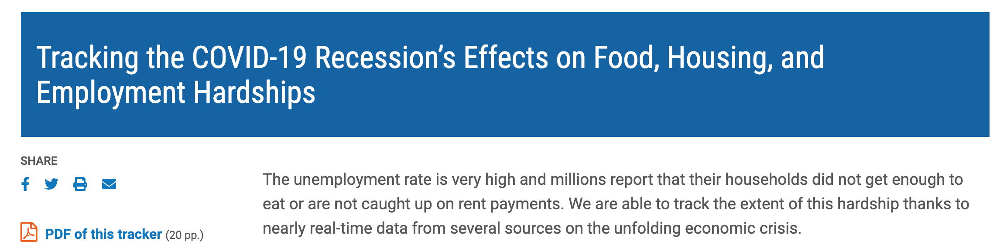 Tracking the COVID-19 Recession’s Effects on Food, Housing, and
Employment Hardships
SHARE
PDF of this tracker (20 pp.)
The unemployment rate is very high and millions report that their households did not get enough to
eat or are not caught up on rent payments. We are able to track the extent of this hardship thanks to
nearly real-time data from several sources on the unfolding economic crisis.